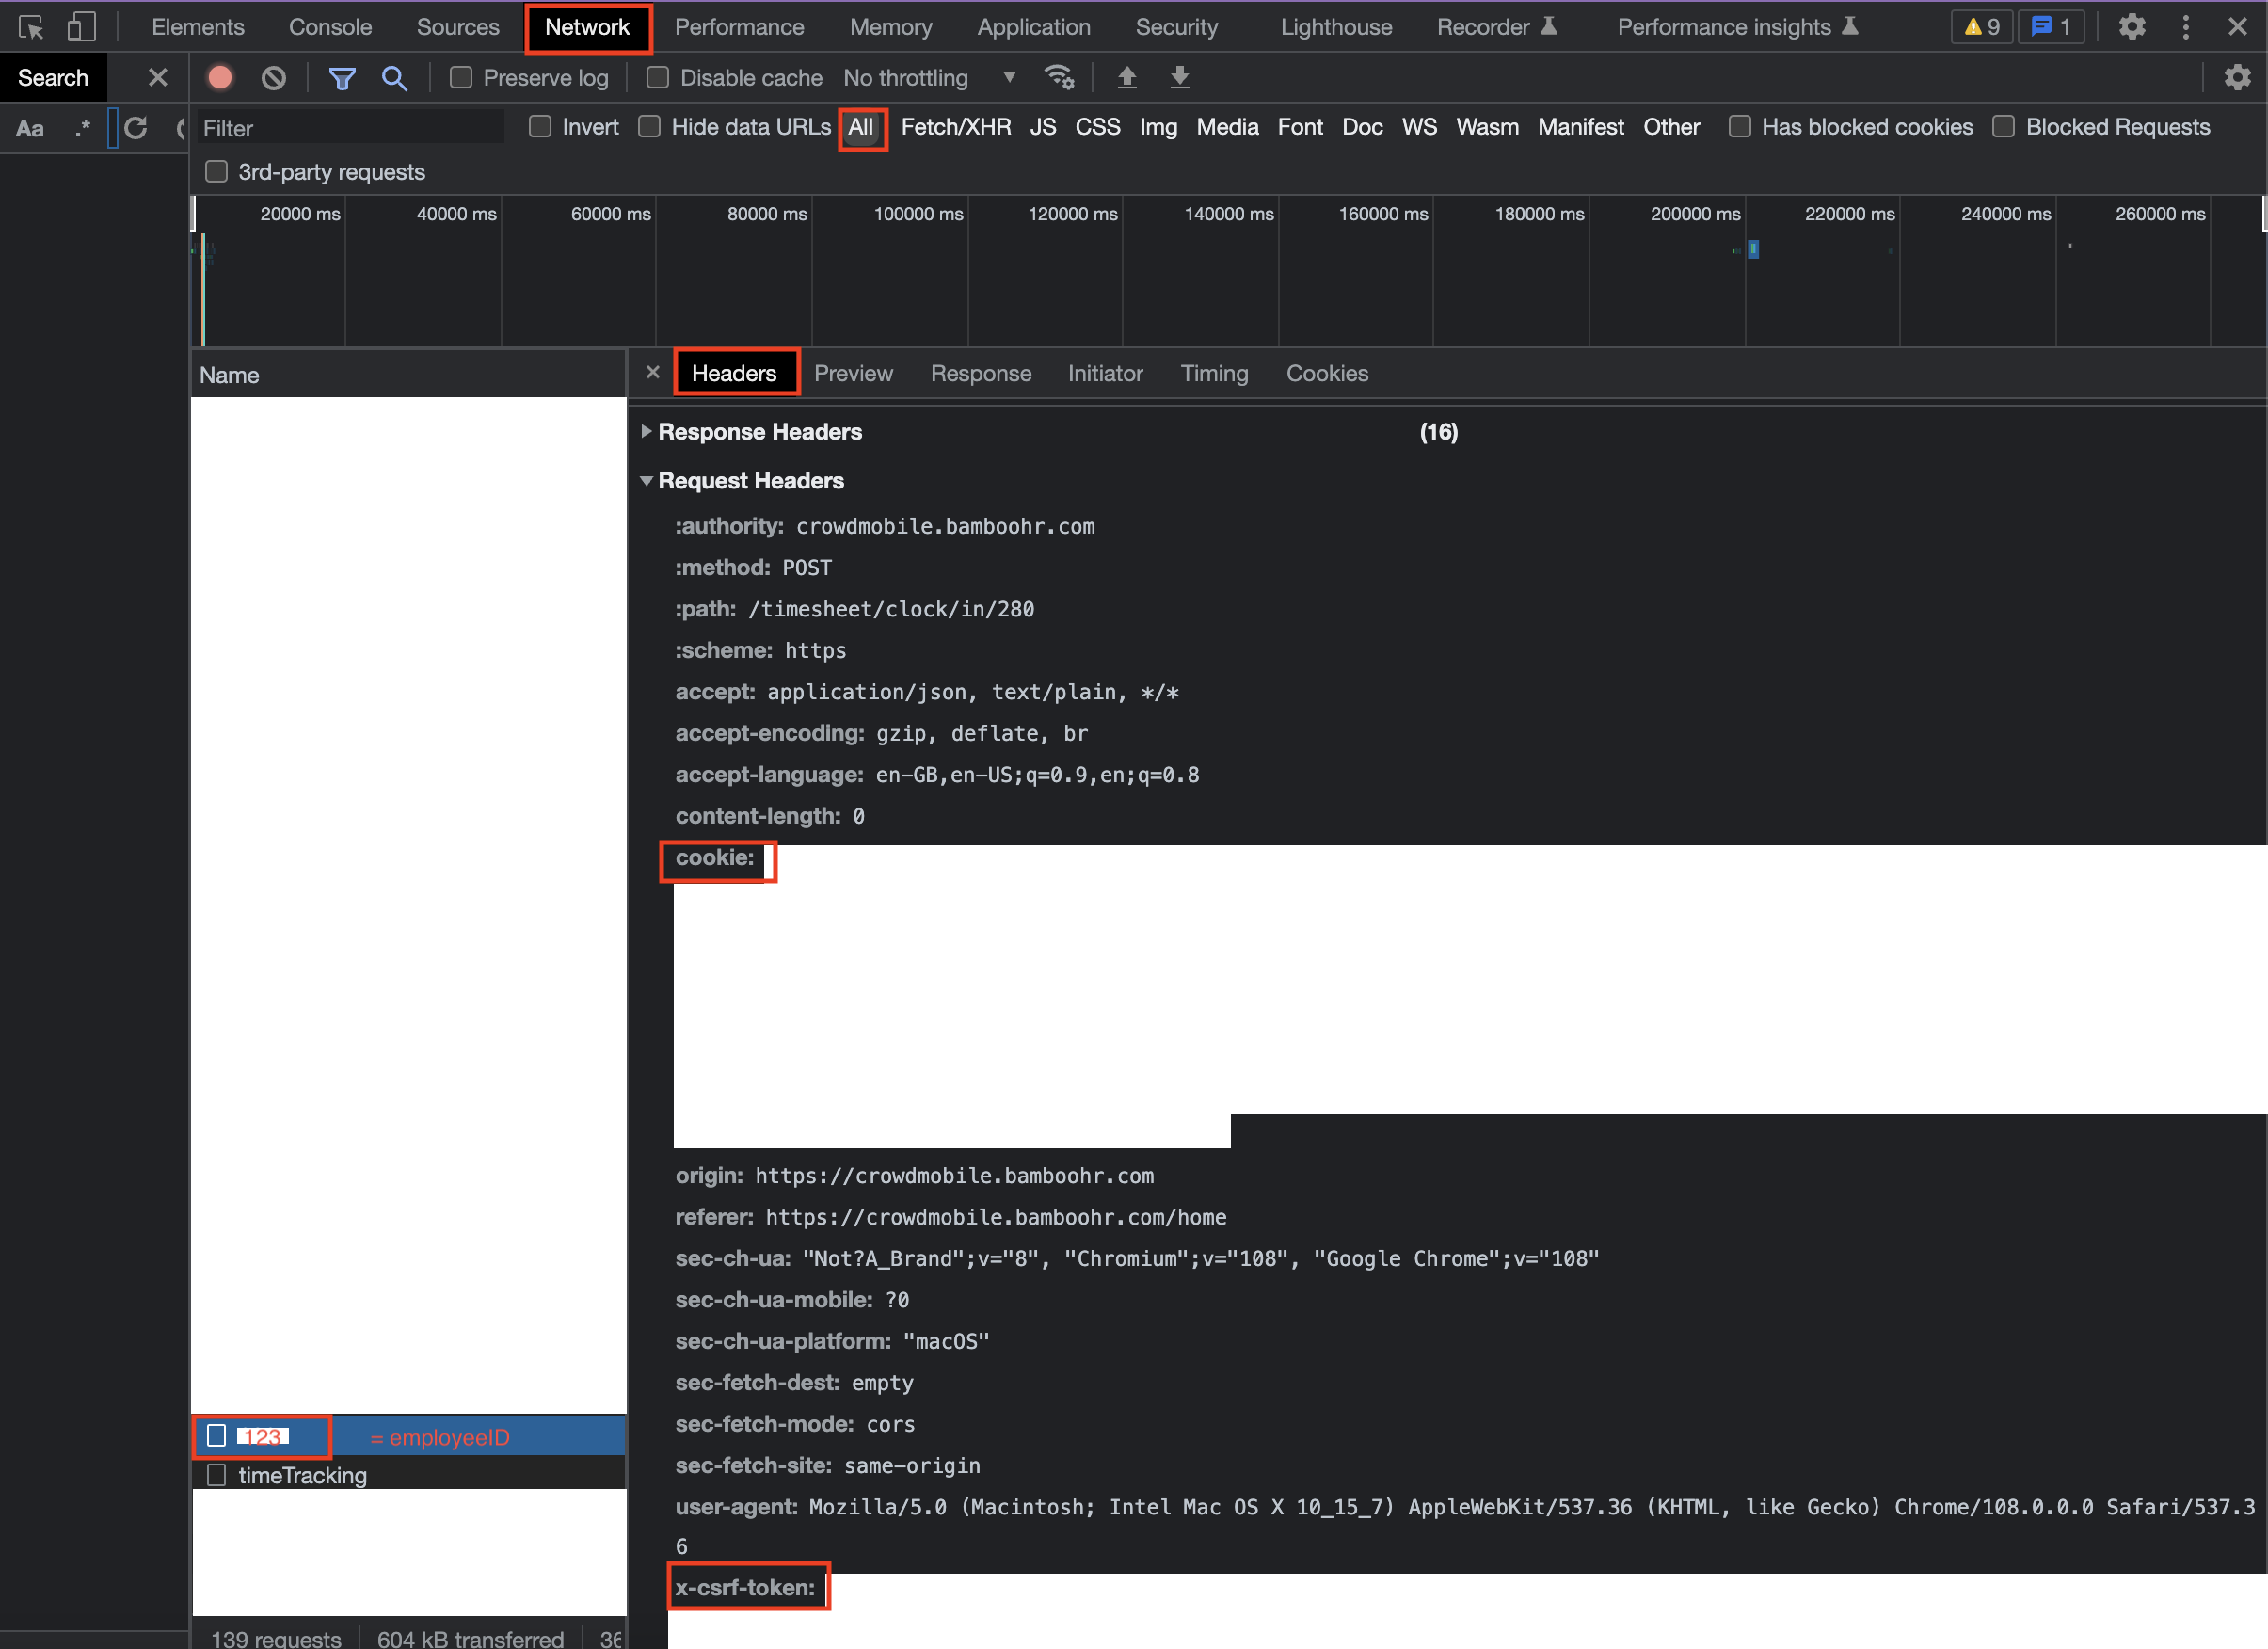 Elements Console Sources Network Performance Memory Application Security Lighthouse Recorder Performance insights 9 1
Search Preserve log Disable cache No throttling
Aa .* Filter Invert Hide data URLs All Fetch/XHR JS CSS Img Media Font Doc WS Wasm Manifest Other Has blocked cookies Blocked Requests
3rd-party requests
20000 ms 40000 ms 60000 ms 80000 ms 100000 ms 120000 ms 140000 ms 160000 ms 180000 ms 200000 ms 220000 ms 240000 ms 260000 ms
Name Headers Preview Response Initiator Timing Cookies
Response Headers (16)
Request Headers
:authority: crowdmobile.bamboohr.com
:method: POST
:path: /timesheet/clock/in/280
:scheme: https
accept: application/json, text/plain, */*
accept-encoding: gzip, deflate, br
accept-language: en-GB,en-US;q=0.9,en;q=0.8
content-length: 0
cookie:
origin: https://crowdmobile.bamboohr.com
referer: https://crowdmobile.bamboohr.com/home
sec-ch-ua: "Not?A_Brand";v="8", "Chromium";v="108", "Google Chrome";v="108"
sec-ch-ua-mobile: ?0
sec-ch-ua-platform: "macOS"
sec-fetch-dest: empty
sec-fetch-mode: cors
sec-fetch-site: same-origin
user-agent: Mozilla/5.0 (Macintosh; Intel Mac OS X 10_15_7) AppleWebKit/537.36 (KHTML, like Gecko) Chrome/108.0.0.0 Safari/537.3
6
x-csrf-token:
123 = employeeID
timeTracking
139 requests 604 kB transferred